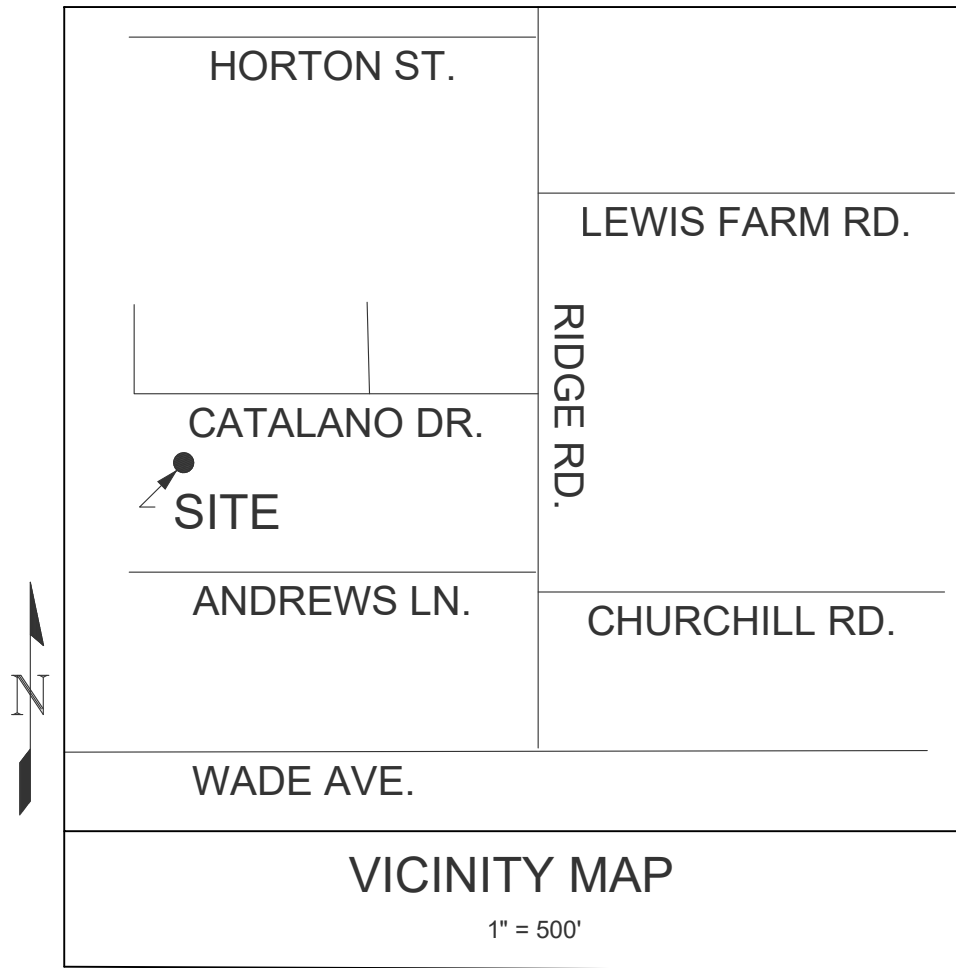 HORTON ST.
LEWIS FARM RD.
RIDGE RD.
CATALANO DR.
SITE
ANDREWS LN.
CHURCHILL RD.
N
WADE AVE.
VICINITY MAP
1" = 500'